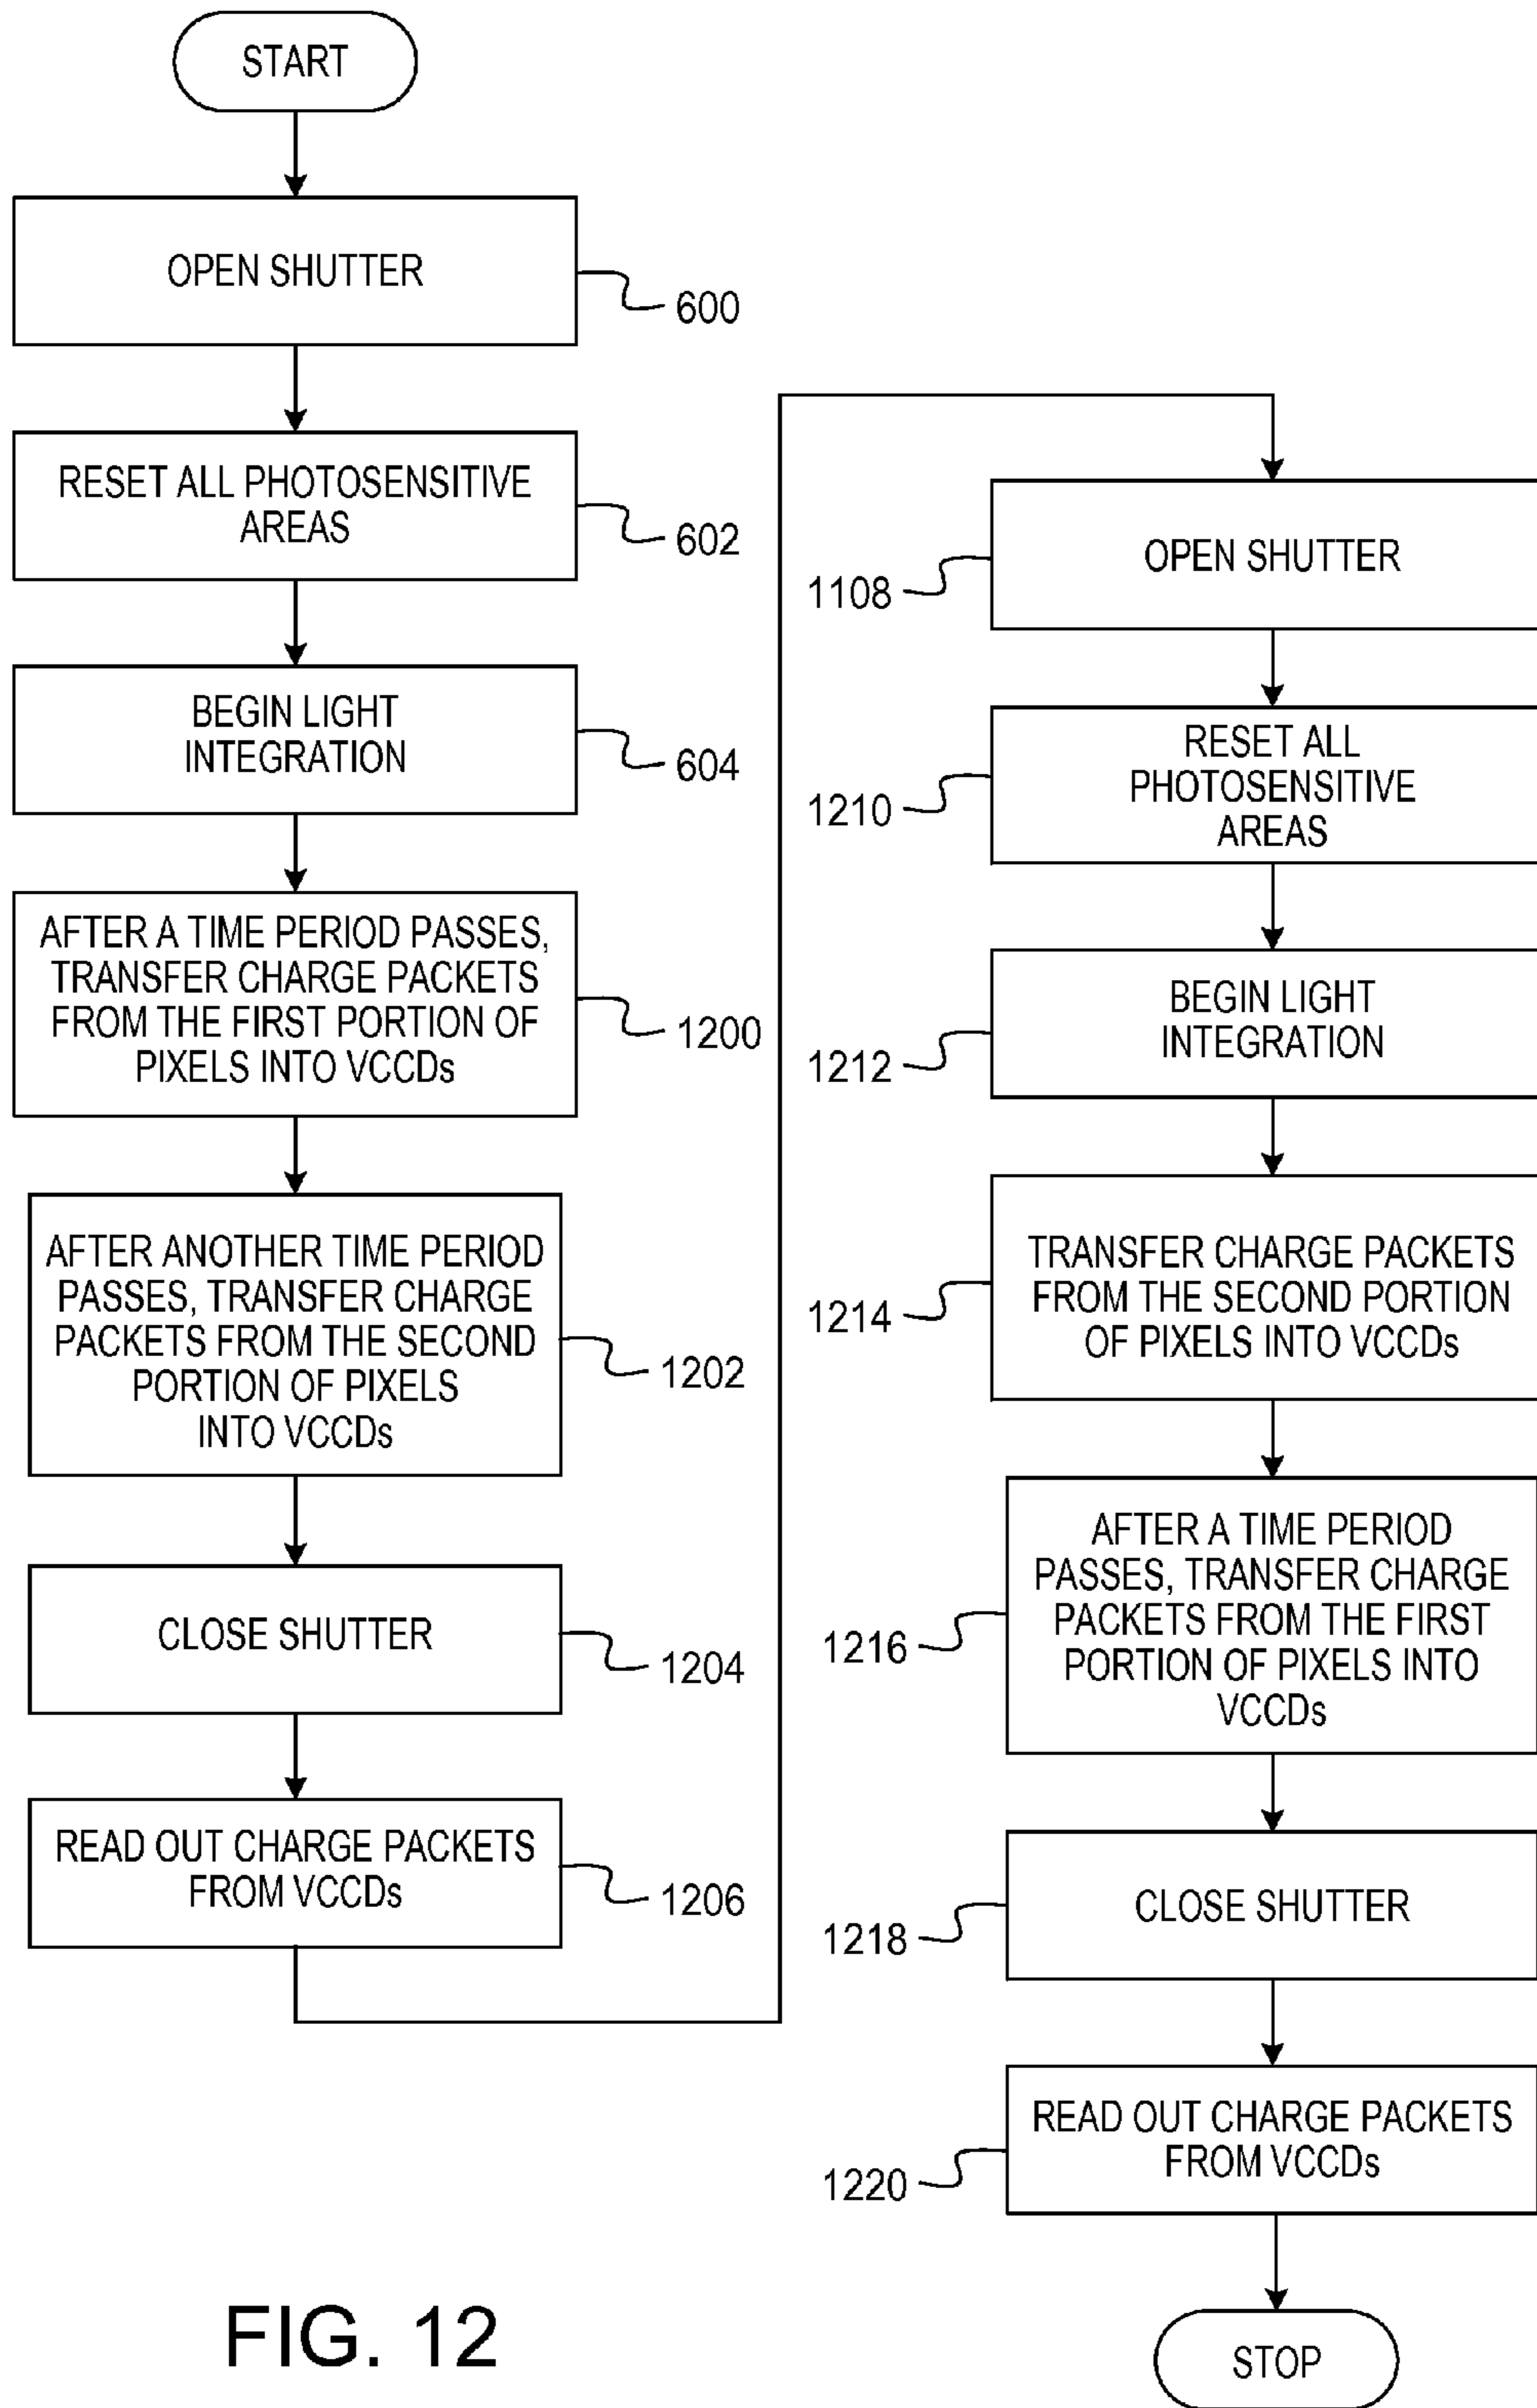 START
OPEN SHUTTER
600
RESET ALL PHOTOSENSITIVE
AREAS
602
BEGIN LIGHT
INTEGRATION
604
AFTER A TIME PERIOD PASSES,
TRANSFER CHARGE PACKETS
FROM THE FIRST PORTION OF
PIXELS INTO VCCDs
1200
AFTER ANOTHER TIME PERIOD
PASSES, TRANSFER CHARGE
PACKETS FROM THE SECOND
PORTION OF PIXELS
INTO VCCDs
1202
CLOSE SHUTTER
1204
READ OUT CHARGE PACKETS
FROM VCCDs
1206
OPEN SHUTTER
1108
RESET ALL
PHOTOSENSITIVE
AREAS
1210
BEGIN LIGHT
INTEGRATION
1212
TRANSFER CHARGE PACKETS
FROM THE SECOND PORTION
OF PIXELS INTO VCCDs
1214
AFTER A TIME PERIOD
PASSES, TRANSFER CHARGE
PACKETS FROM THE FIRST
PORTION OF PIXELS INTO
VCCDs
1216
CLOSE SHUTTER
1218
READ OUT CHARGE PACKETS
FROM VCCDs
1220
STOP
FIG. 12